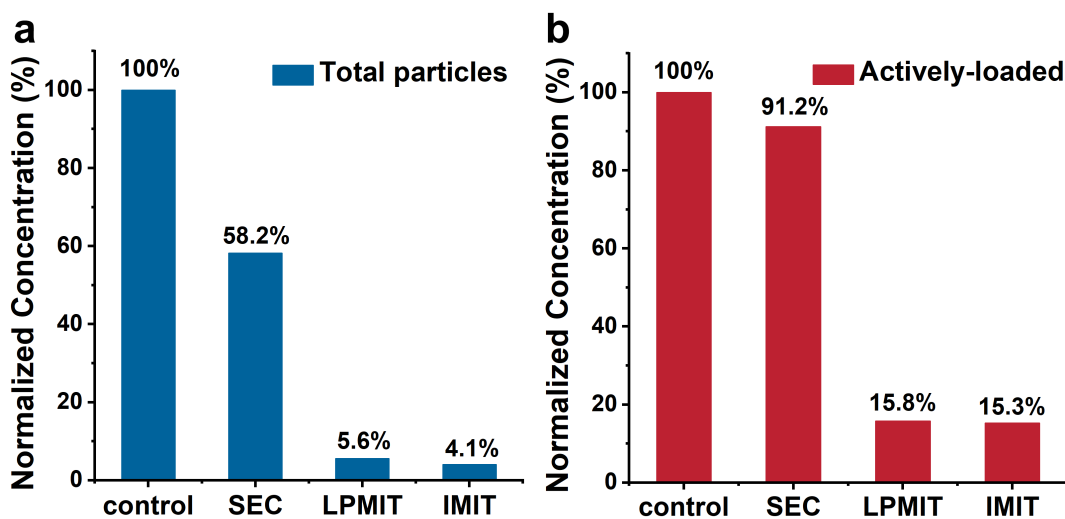 a
Normalized Concentration (%)
100
80
60
40
20
0
Total particles
100%
58.2%
5.6%
4.1%
control SEC LPMIT IMIT
b
Normalized Concentration (%)
100
80
60
40
20
0
Actively-loaded
100%
91.2%
15.8%
15.3%
control SEC LPMIT IMIT